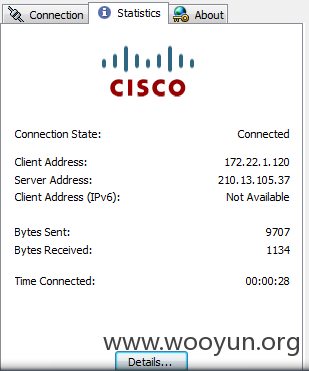 Connection Statistics About
CISCO
Connection State: Connected
Client Address: 172.22.1.120
Server Address: 210.13.105.37
Client Address (IPv6): Not Available
Bytes Sent: 9707
Bytes Received: 1134
Time Connected: 00:00:28
www.wooyun.org
Details...